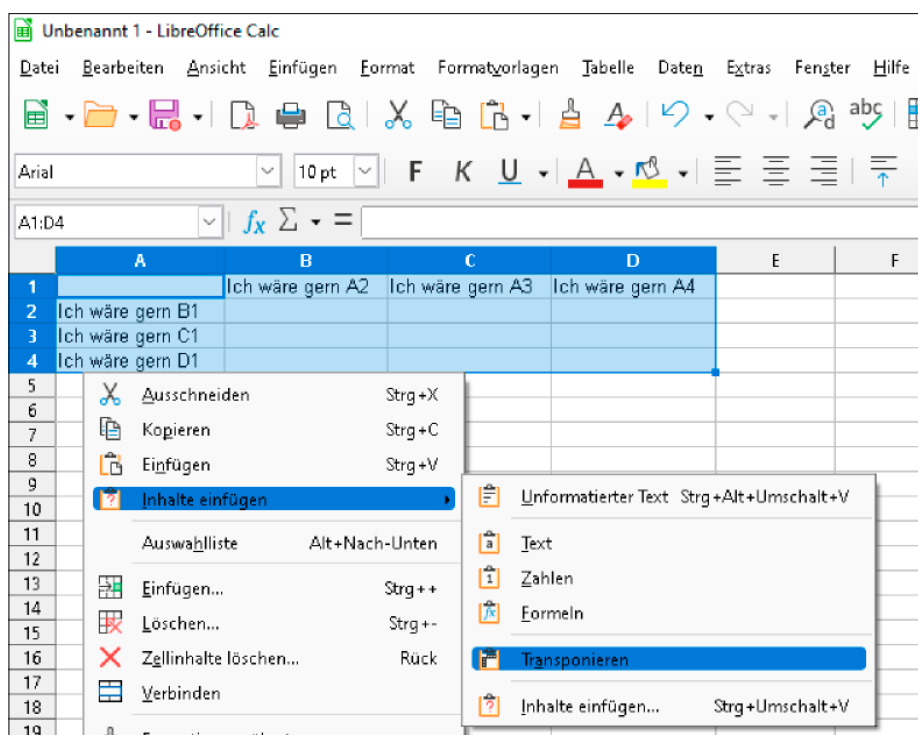 Unbenannt 1 - LibreOffice Calc
Datei Bearbeiten Ansicht Einfügen Format Formatvorlagen Tabelle Daten Extras Fenster Hilfe
abc
Arial 10 pt F K U A
A1:D4 fx Σ =
A B C D E F
1 Ich wäre gern A2 Ich wäre gern A3 Ich wäre gern A4
2 Ich wäre gern B1
3 Ich wäre gern C1
4 Ich wäre gern D1
5
Ausschneiden Strg+X
6
7 Kopieren Strg+C
8 Einfügen Strg+V
9
10 Inhalte einfügen
Unformatierter Text Strg+Alt+Umschalt+V
11
Auswahlliste Alt+Nach-Unten
Text
12
13 Einfügen... Strg++
Zahlen
14
Löschen... Strg+-
Formeln
15
16 Zellinhalte löschen... Rück
Transponieren
17
Verbinden
18
Inhalte einfügen... Strg+Umschalt+V
19